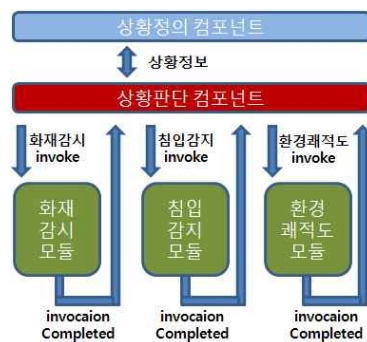 상황정의 컴포넌트
상황정보
상황판단 컴포넌트
화재감시
invoke
침입감지
invoke
환경쾌적도
invoke
화재
감시
모듈
침입
감지
모듈
환경
쾌적도
모듈
invocaion
Completed
invocaion
Completed
invocaion
Completed